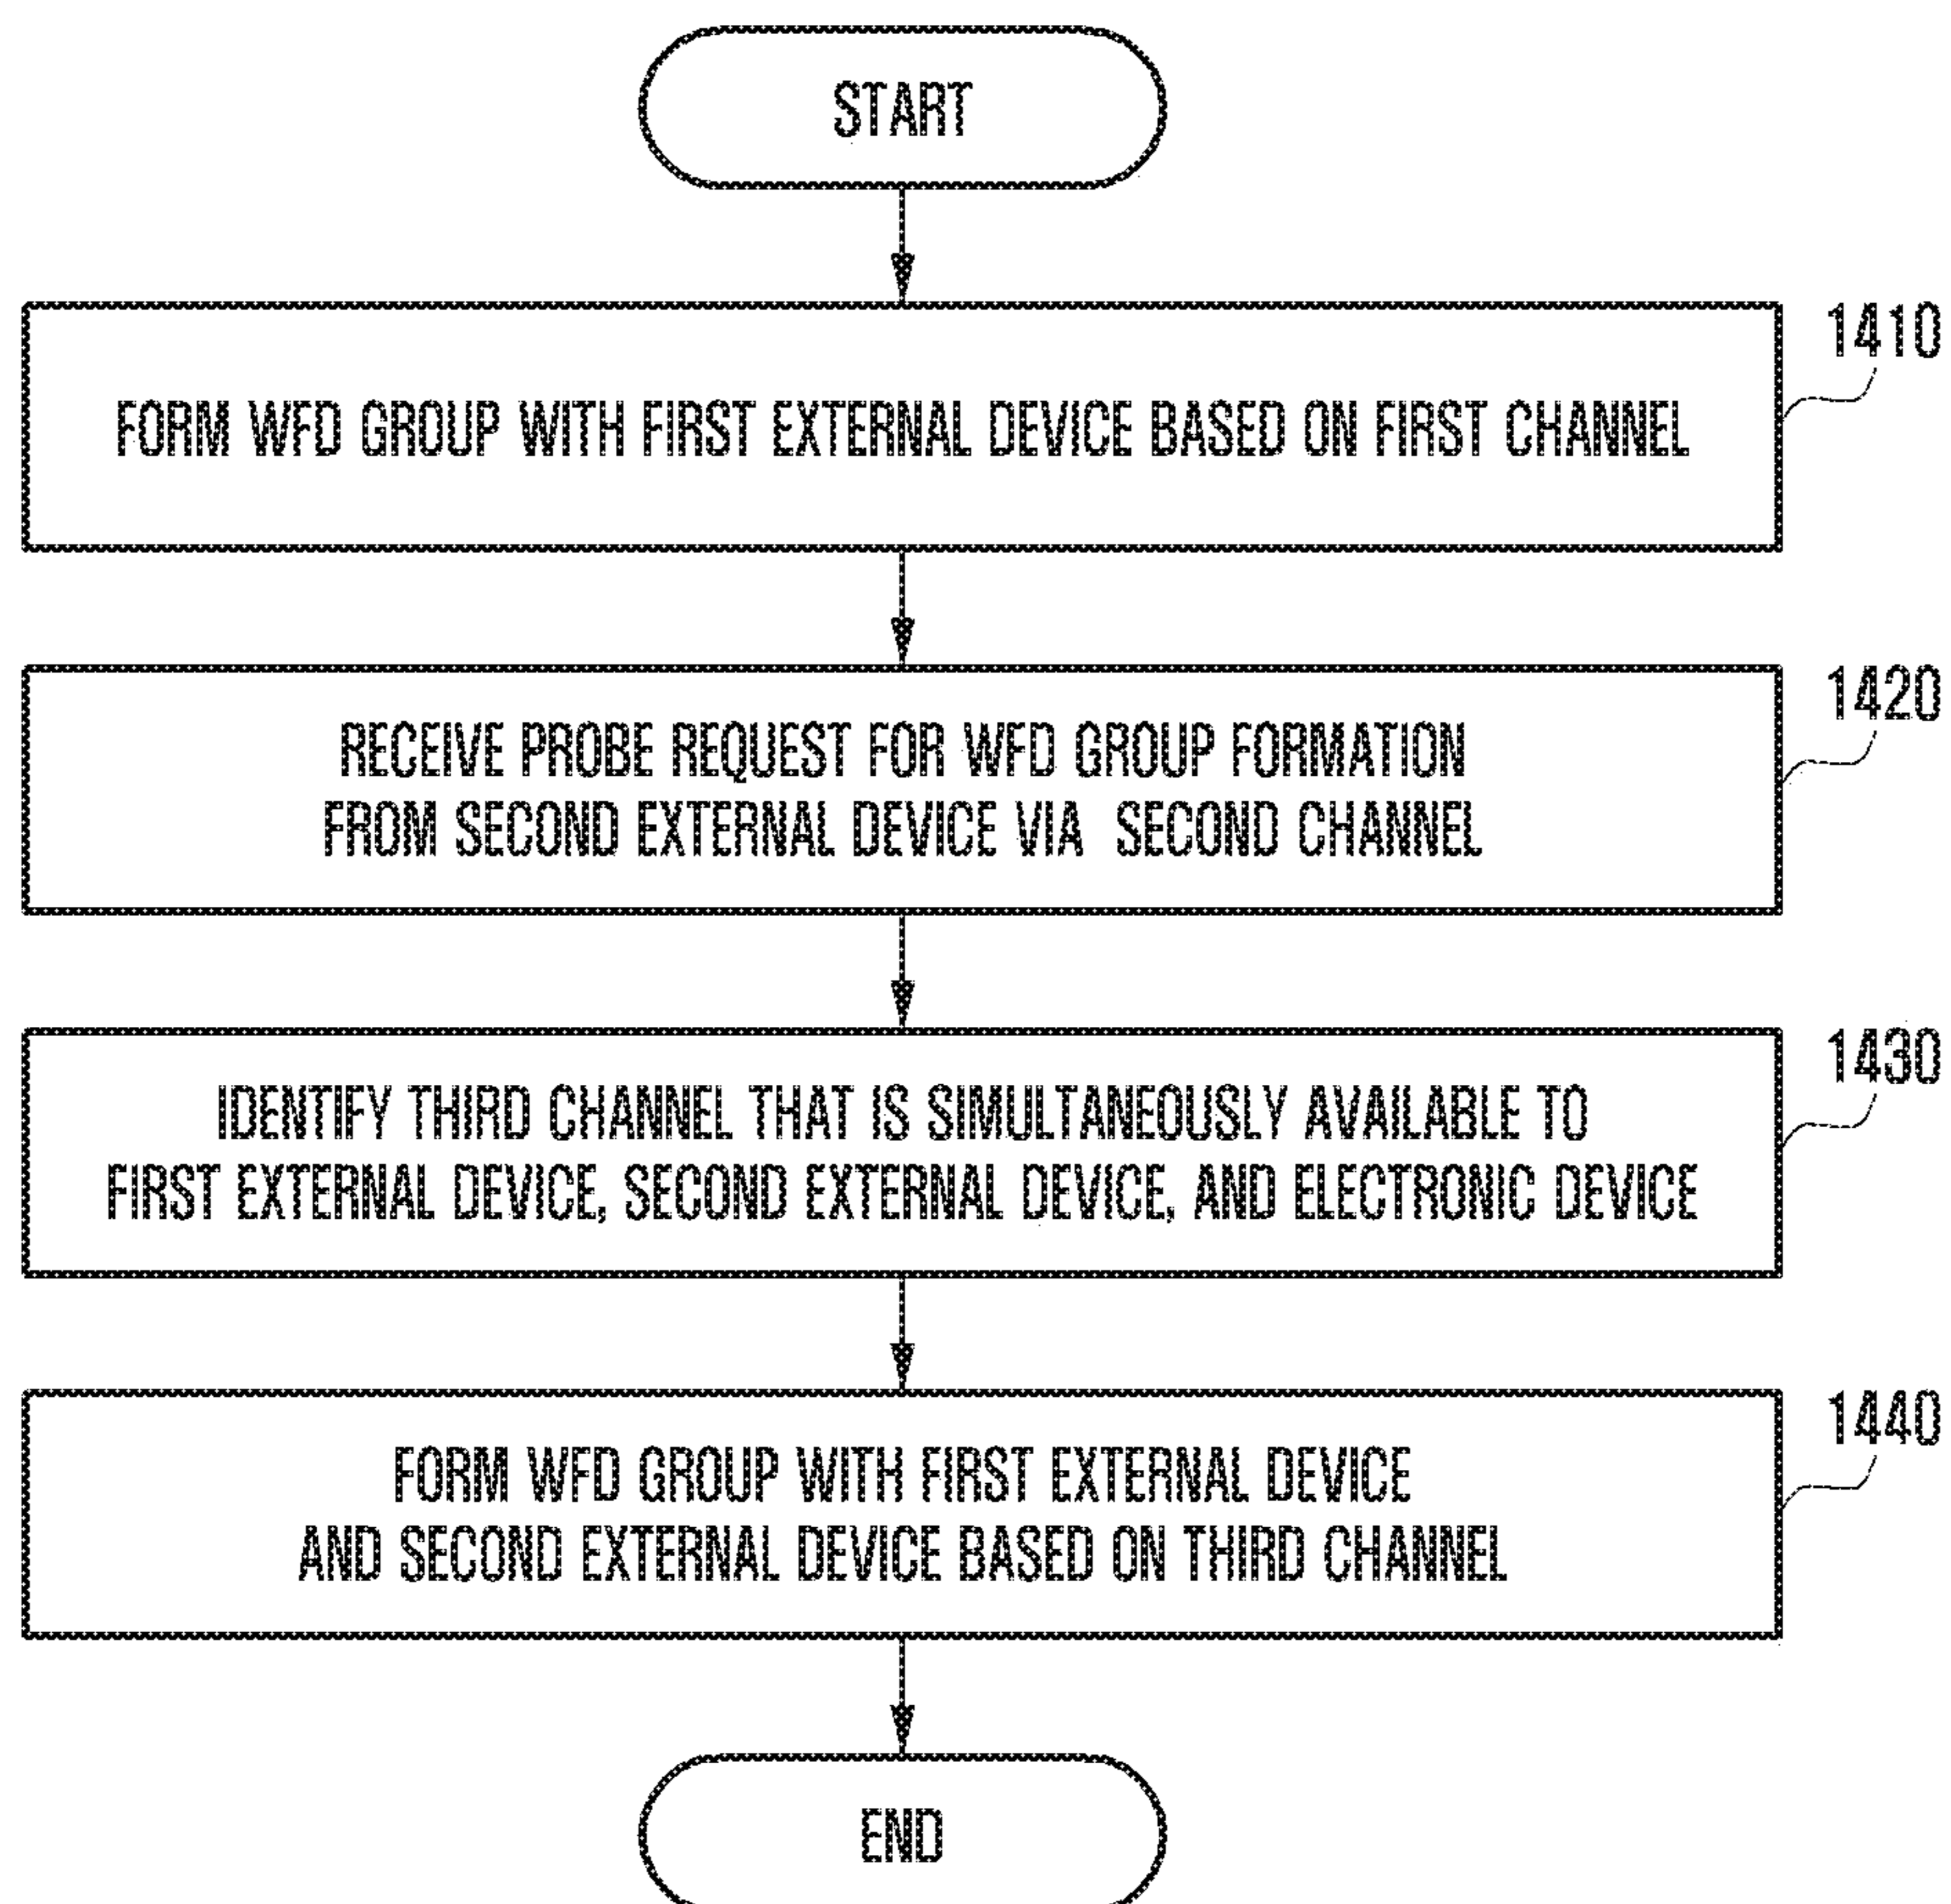 START
1410
FORM WFD GROUP WITH FIRST EXTERNAL DEVICE BASED ON FIRST CHANNEL
1420
RECEIVE PROBE REQUEST FOR WFD GROUP FORMATION
FROM SECOND EXTERNAL DEVICE VIA SECOND CHANNEL
1430
IDENTIFY THIRD CHANNEL THAT IS SIMULTANEOUSLY AVAILABLE TO
FIRST EXTERNAL DEVICE, SECOND EXTERNAL DEVICE, AND ELECTRONIC DEVICE
1440
FORM WFD GROUP WITH FIRST EXTERNAL DEVICE
AND SECOND EXTERNAL DEVICE BASED ON THIRD CHANNEL
END